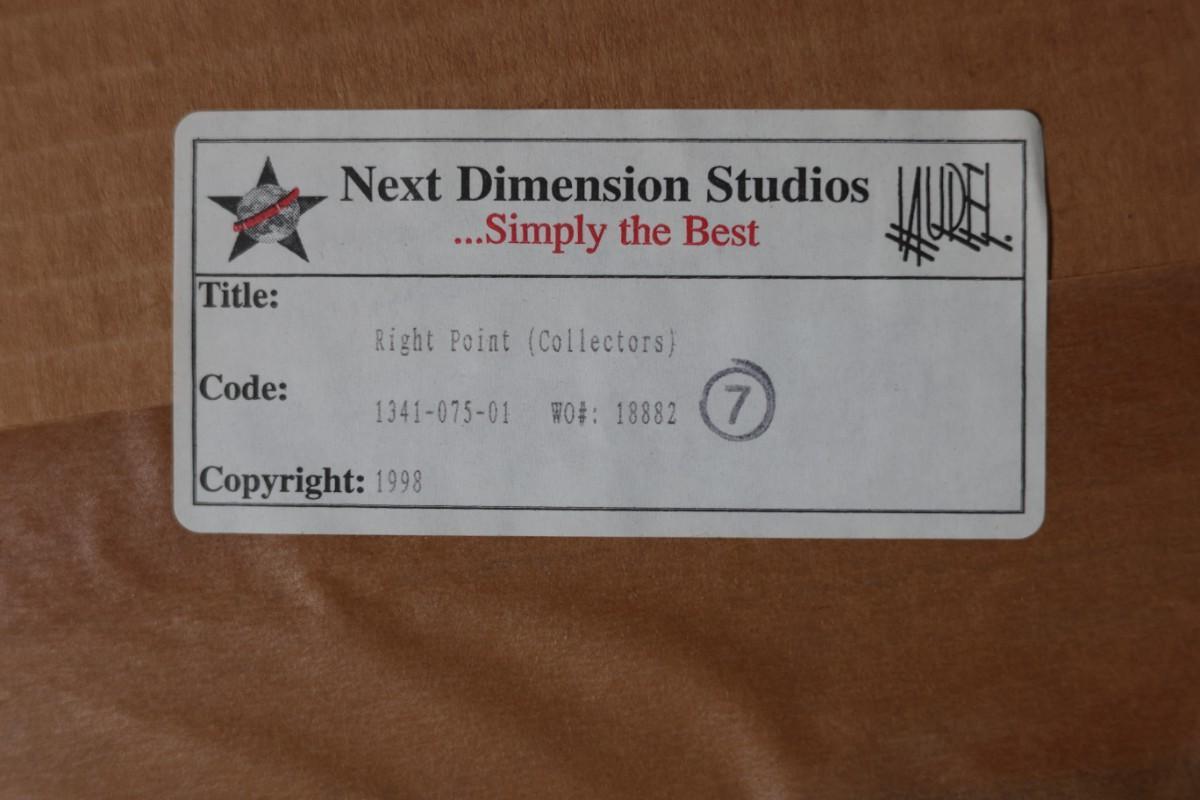 Next Dimension Studios
...Simply the Best
LAUREL.
Title:
Right Point (Collectors)
Code:
1341-075-01 WO#: 18882 7
Copyright: 1998